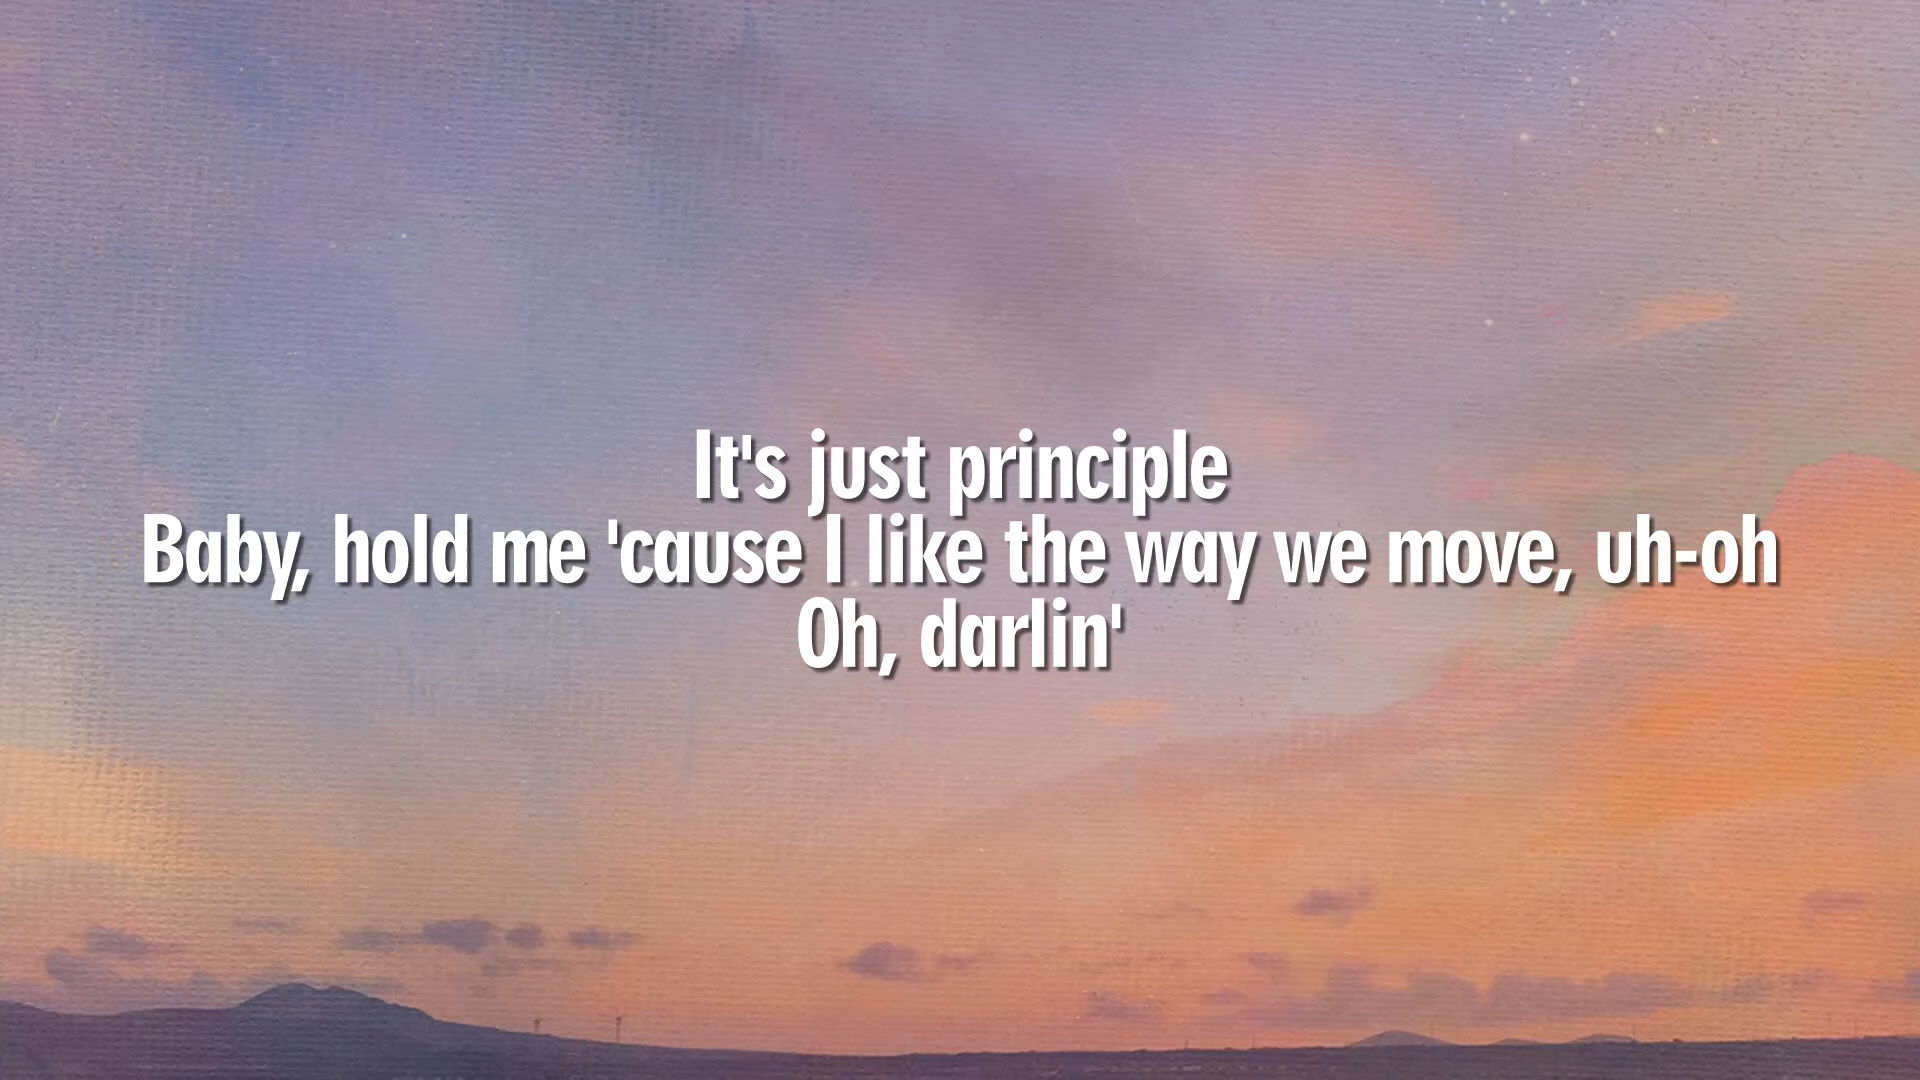 It's just principle
Baby, hold me 'cause I like the way we move, uh-oh
Oh, darlin'